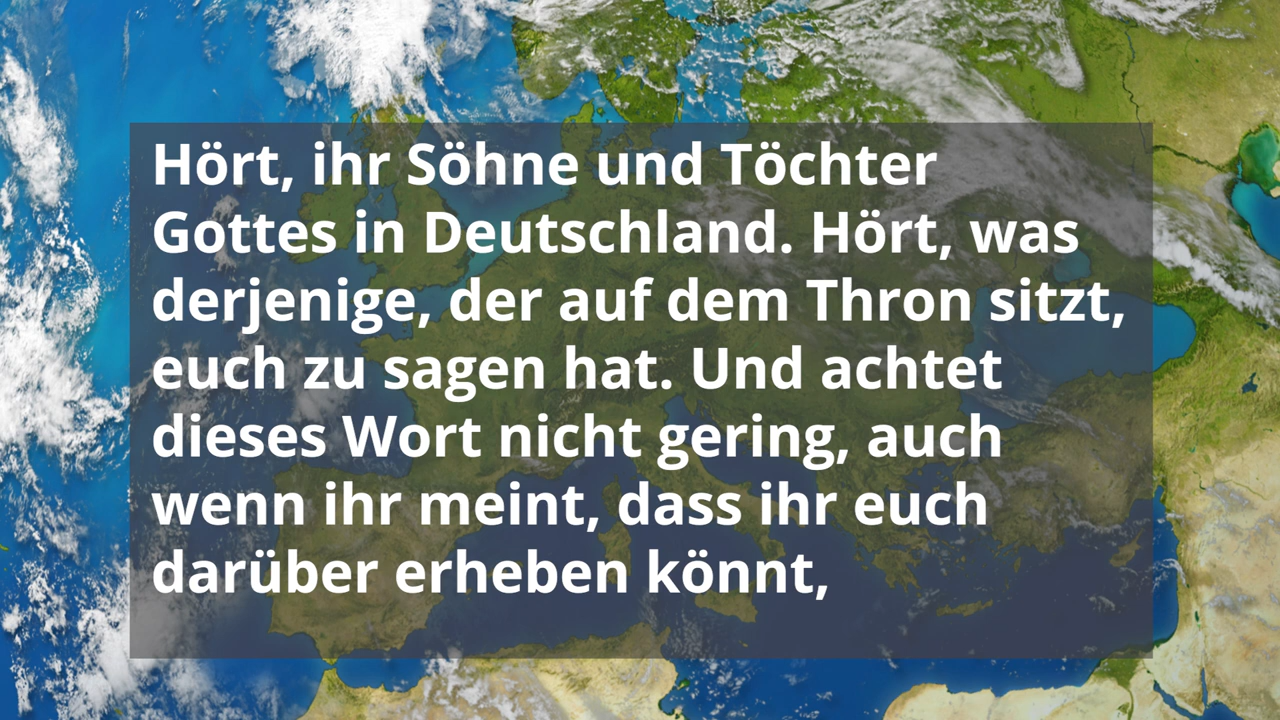 Hört, ihr Söhne und Töchter
Gottes in Deutschland. Hört, was
derjenige, der auf dem Thron sitzt,
euch zu sagen hat. Und achtet
dieses Wort nicht gering, auch
wenn ihr meint, dass ihr euch
darüber erheben könnt,